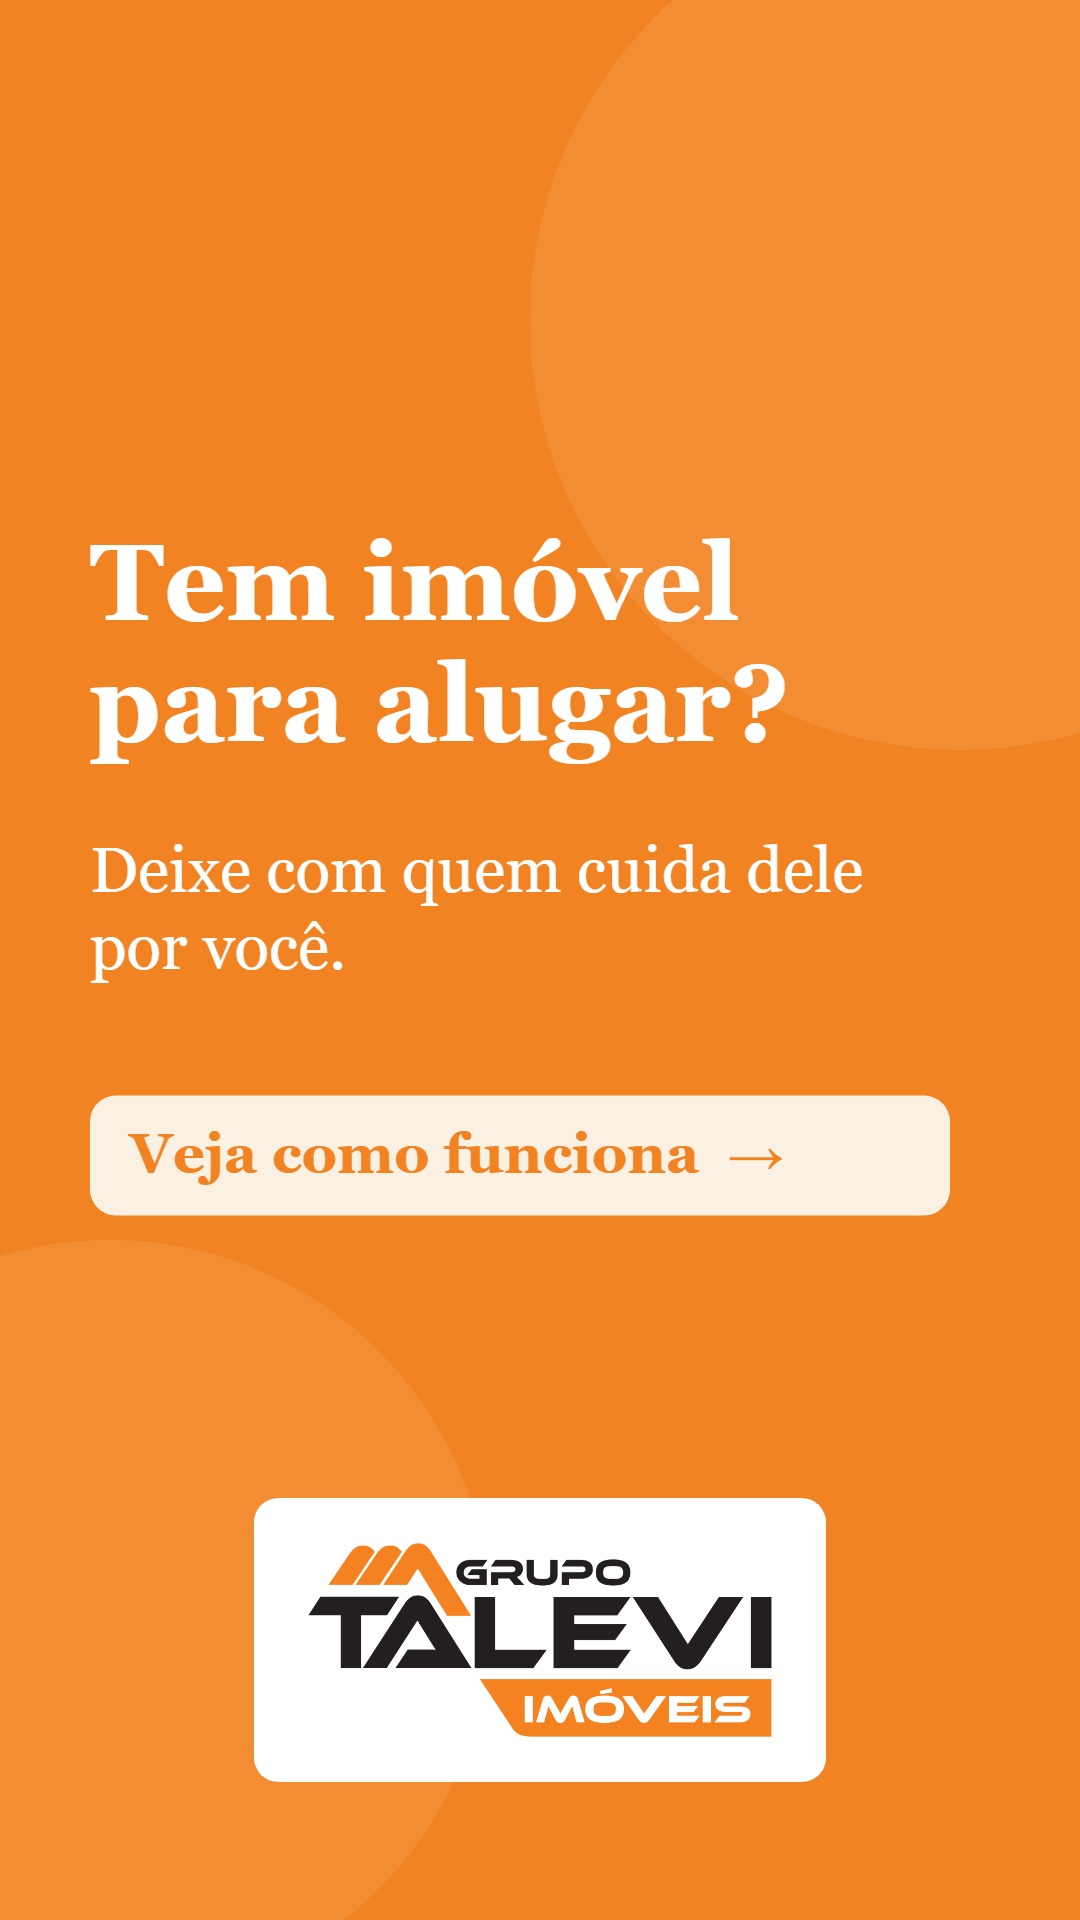 Tem imóvel
para alugar?
Deixe com quem cuida dele
por você.
Veja como funciona →
GRUPO
TALEVI
IMÓVEIS